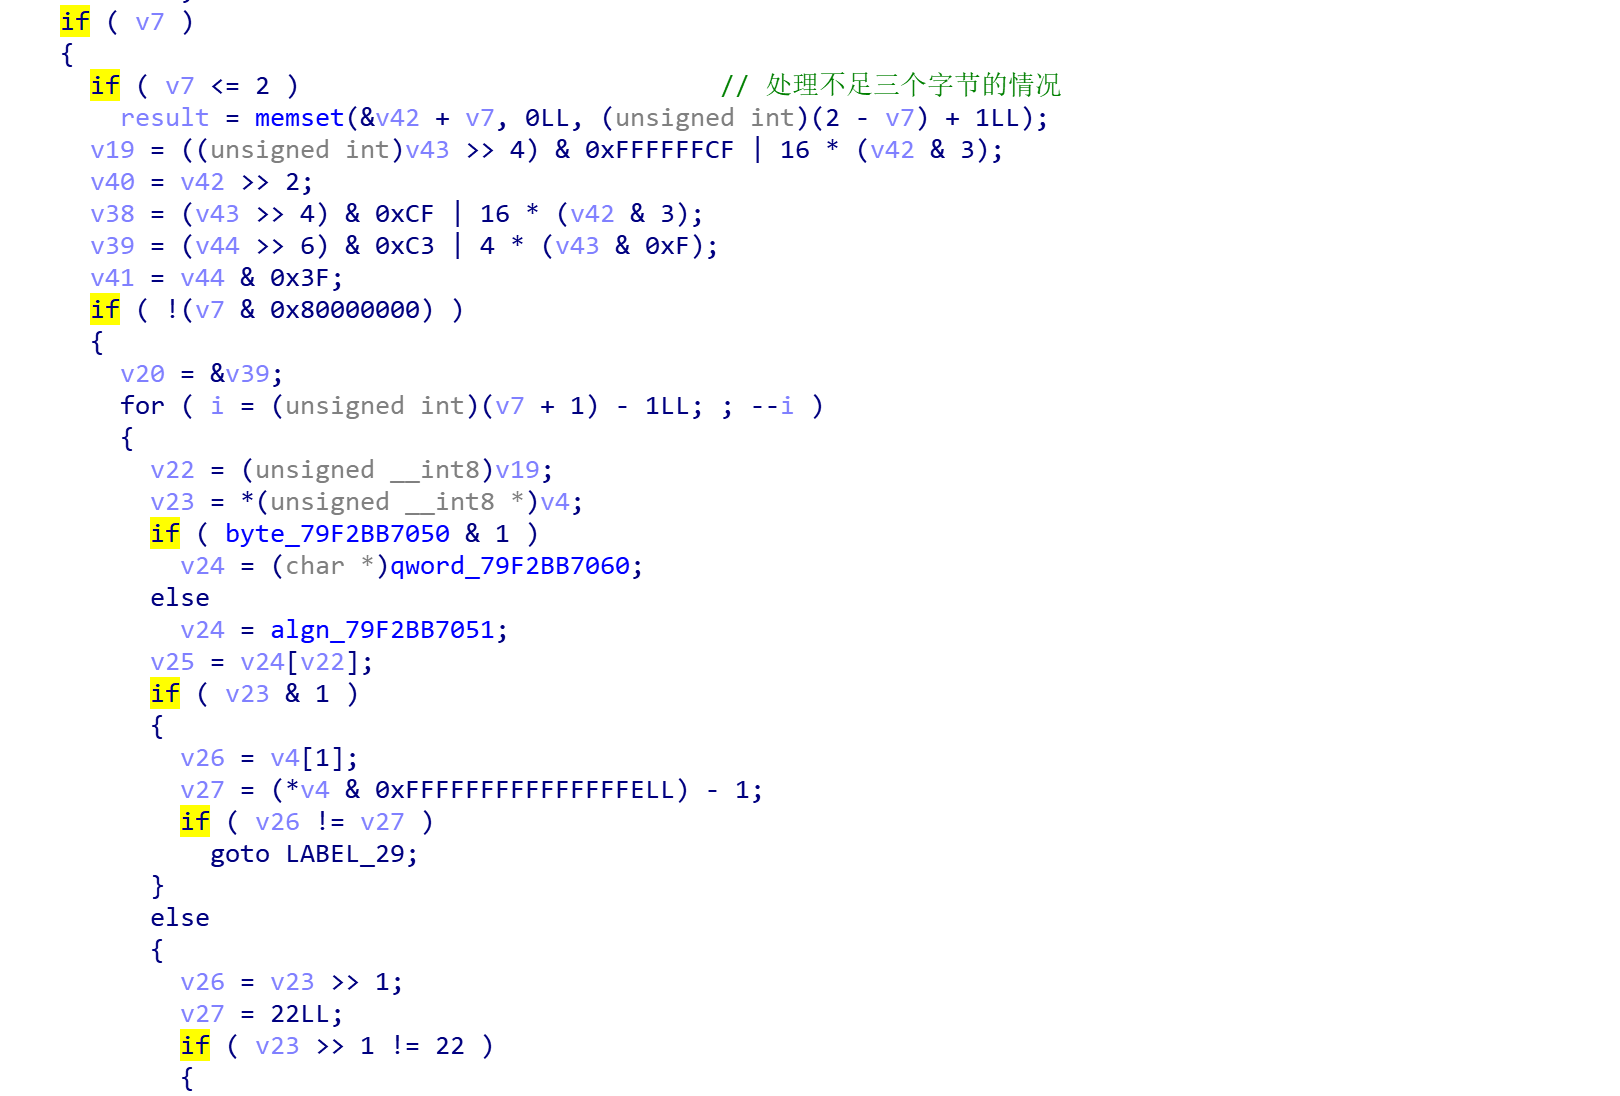 if ( v7 )
{
if ( v7 <= 2 ) // 处理不足三个字节的情况
result = memset(&v42 + v7, 0LL, (unsigned int)(2 - v7) + 1LL);
v19 = ((unsigned int)v43 >> 4) & 0xFFFFFFCF | 16 * (v42 & 3);
v40 = v42 >> 2;
v38 = (v43 >> 4) & 0xCF | 16 * (v42 & 3);
v39 = (v44 >> 6) & 0xC3 | 4 * (v43 & 0xF);
v41 = v44 & 0x3F;
if ( !(v7 & 0x80000000) )
{
v20 = &v39;
for ( i = (unsigned int)(v7 + 1) - 1LL; ; --i )
{
v22 = (unsigned __int8)v19;
v23 = *(unsigned __int8 *)v4;
if ( byte_79F2BB7050 & 1 )
v24 = (char *)qword_79F2BB7060;
else
v24 = algn_79F2BB7051;
v25 = v24[v22];
if ( v23 & 1 )
{
v26 = v4[1];
v27 = (*v4 & 0xFFFFFFFFFFFFFFFELL) - 1;
if ( v26 != v27 )
goto LABEL_29;
}
else
{
v26 = v23 >> 1;
v27 = 22LL;
if ( v23 >> 1 != 22 )
{